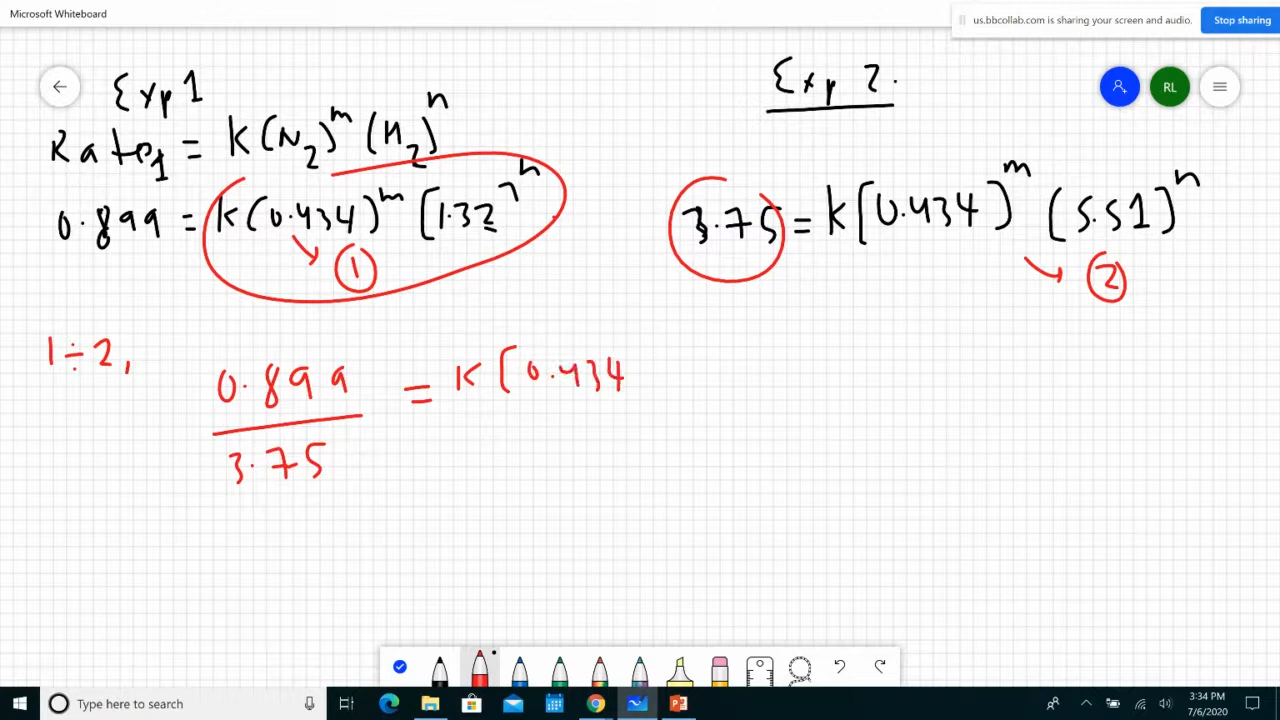 Microsoft Whiteboard
us.bbcollab.com is sharing your screen and audio.
Stop sharing
RL
Exp 1
Rate₁ = K(N₂)ᵐ (H₂)ⁿ
0.899 = K(0.434)ᵐ [1.32]ⁿ
①
Exp 2.
3.75 = K[0.434)ᵐ (5.51]ⁿ
②
1÷2,
0.899 = K[0.434
3.75
Type here to search
3:34 PM
7/6/2020